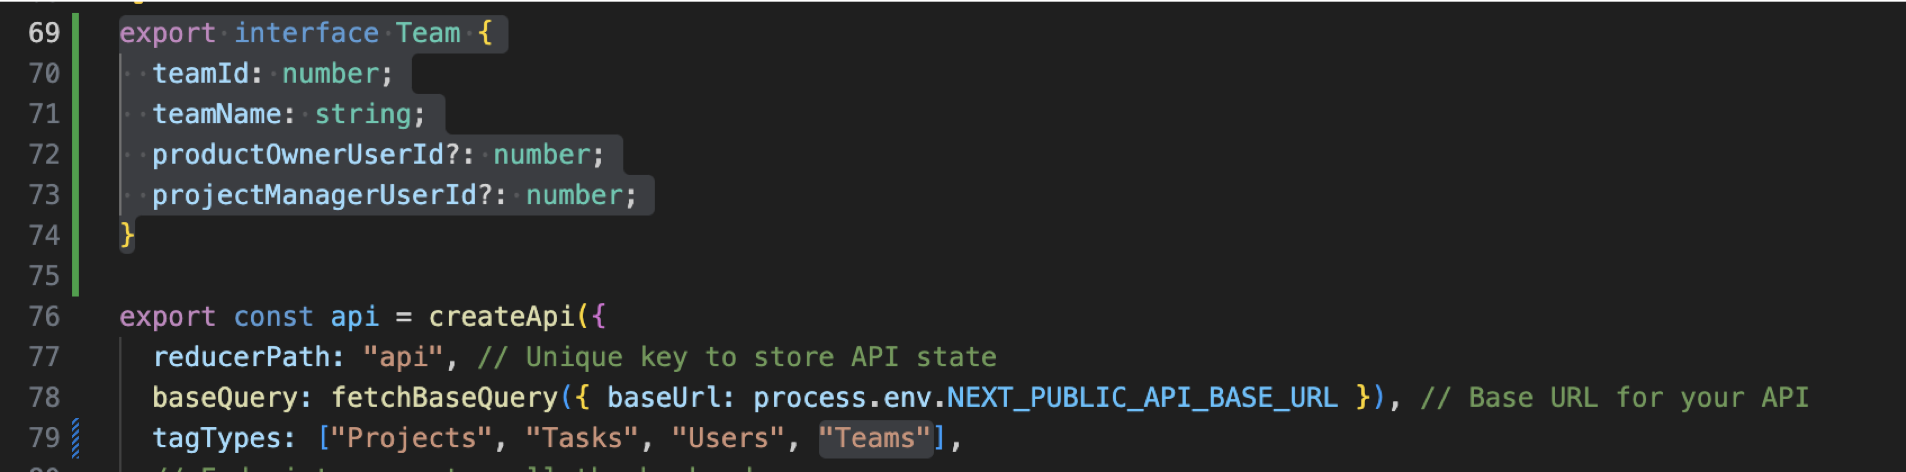 69 export interface Team {
70 teamId: number;
71 teamName: string;
72 productOwnerUserId?: number;
73 projectManagerUserId?: number;
74 }
75
76 export const api = createApi({
77 reducerPath: "api", // Unique key to store API state
78 baseQuery: fetchBaseQuery({ baseUrl: process.env.NEXT_PUBLIC_API_BASE_URL }), // Base URL for your API
79 tagTypes: ["Projects", "Tasks", "Users", "Teams"],